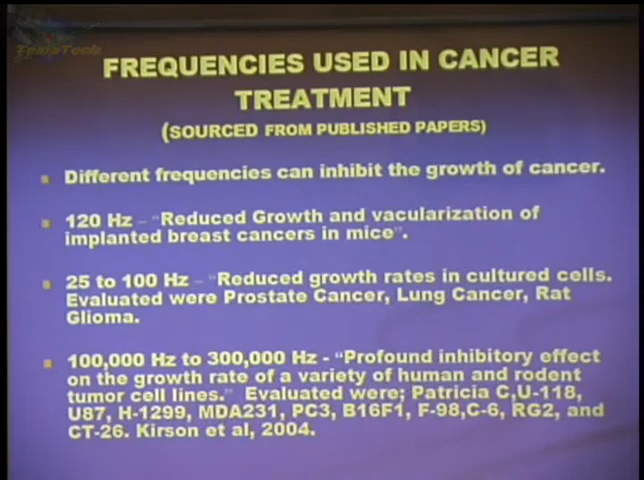 TeslaTech
FREQUENCIES USED IN CANCER
TREATMENT
(SOURCED FROM PUBLISHED PAPERS)
Different frequencies can inhibit the growth of cancer.
120 Hz – "Reduced Growth and vacularization of
implanted breast cancers in mice".
25 to 100 Hz – "Reduced growth rates in cultured cells.
Evaluated were Prostate Cancer, Lung Cancer, Rat
Glioma.
100,000 Hz to 300,000 Hz - "Profound inhibitory effect
on the growth rate of a variety of human and rodent
tumor cell lines." Evaluated were; Patricia C,U-118,
U87, H-1299, MDA231, PC3, B16F1, F-98,C-6, RG2, and
CT-26. Kirson et al, 2004.